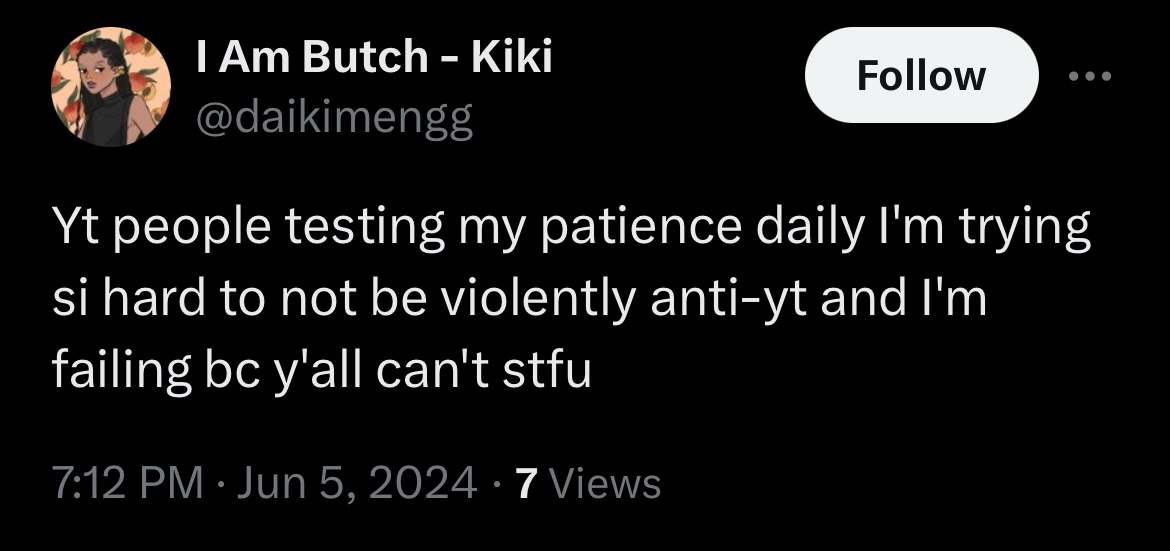 I Am Butch - Kiki
@daikimengg
Follow
Yt people testing my patience daily I'm trying
si hard to not be violently anti-yt and I'm
failing bc y'all can't stfu
7:12 PM · Jun 5, 2024 · 7 Views